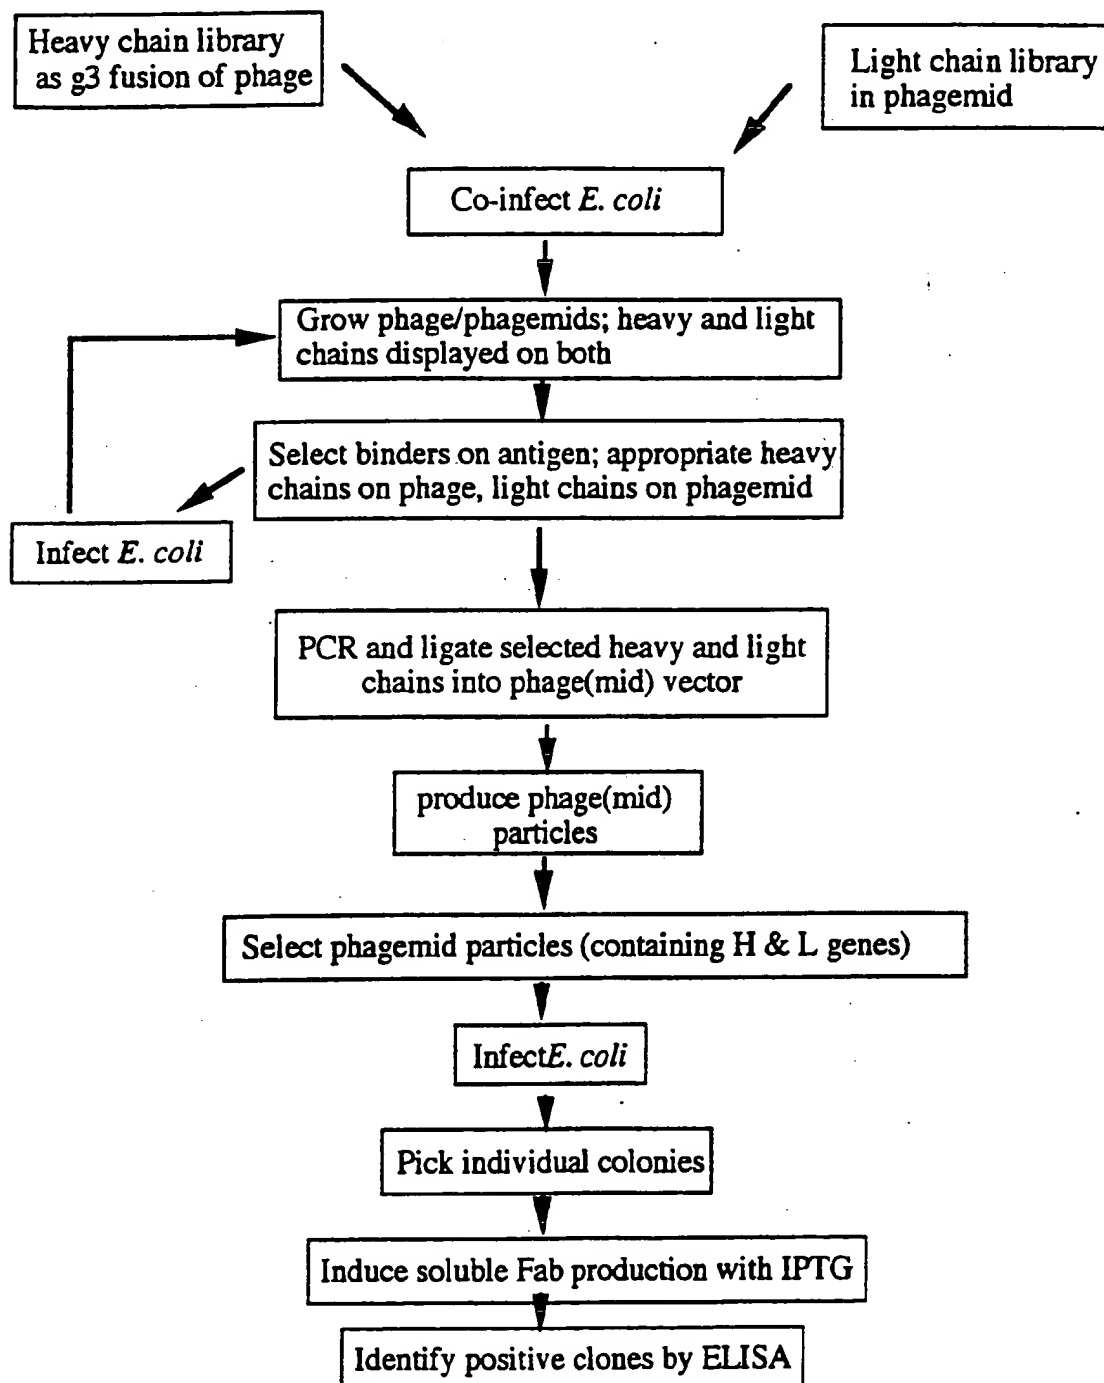 Heavy chain library
as g3 fusion of phage
Light chain library
in phagemid
Co-infect E. coli
Grow phage/phagemids; heavy and light
chains displayed on both
Select binders on antigen; appropriate heavy
chains on phage, light chains on phagemid
Infect E. coli
PCR and ligate selected heavy and light
chains into phage(mid) vector
produce phage(mid)
particles
Select phagemid particles (containing H & L genes)
InfectE. coli
Pick individual colonies
Induce soluble Fab production with IPTG
Identify positive clones by ELISA